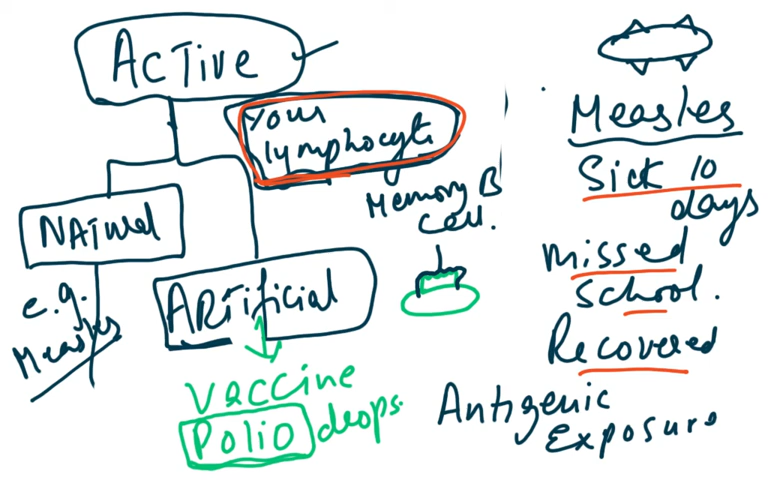 ACTIVE
Your
lymphocyte
Memory B
Cell.
NATURAL
e.g.
Measles
ARTificial
VACCINE
POLIO drops.
Measles
Sick 10
days
missed
School.
Recovered
Antigenic
Exposure